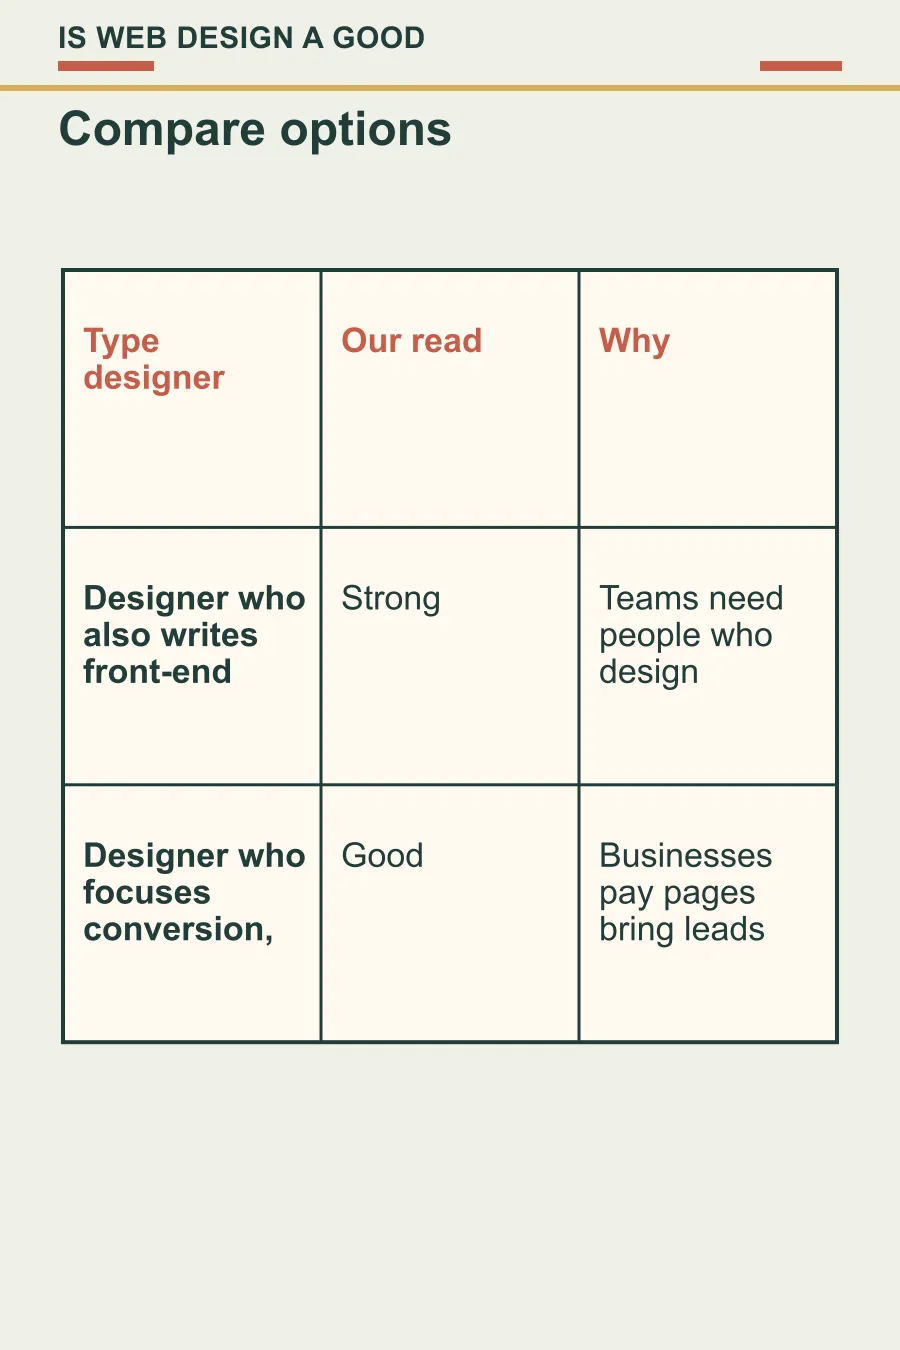 IS WEB DESIGN A GOOD
Compare options
Type
designer
Our read
Why
Designer who
also writes
front-end
Strong
Teams need
people who
design
Designer who
focuses
conversion,
Good
Businesses
pay pages
bring leads